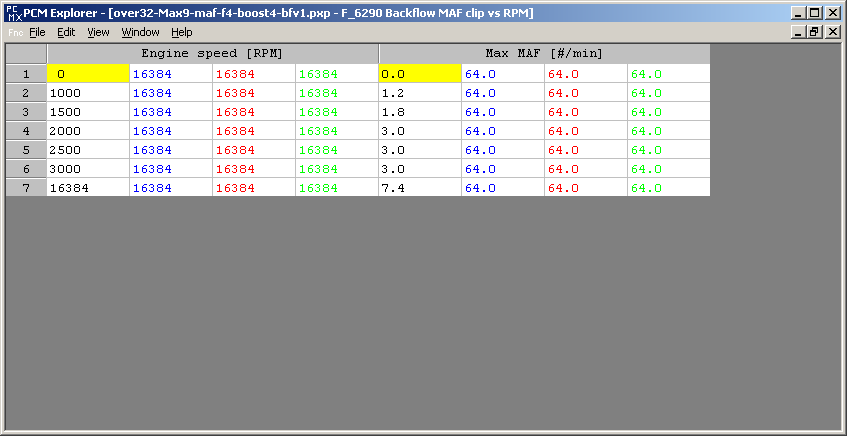 PCMX PCM Explorer - [over32-Max9-maf-f4-boost4-bfv1.pxp - F_6290 Backflow MAF clip vs RPM]
Fnc File Edit View Window Help
Engine speed [RPM] Max MAF [#/min]
1 0 16384 16384 16384 0.0 64.0 64.0 64.0
2 1000 16384 16384 16384 1.2 64.0 64.0 64.0
3 1500 16384 16384 16384 1.8 64.0 64.0 64.0
4 2000 16384 16384 16384 3.0 64.0 64.0 64.0
5 2500 16384 16384 16384 3.0 64.0 64.0 64.0
6 3000 16384 16384 16384 3.0 64.0 64.0 64.0
7 16384 16384 16384 16384 7.4 64.0 64.0 64.0